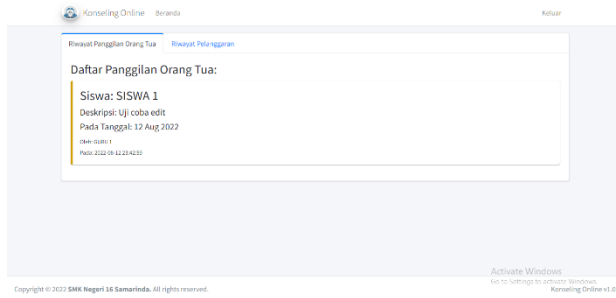 Konseling Online Beranda Keluar
Riwayat Panggilan Orang Tua Riwayat Pelanggaran
Daftar Panggilan Orang Tua:
Siswa: SISWA 1
Deskripsi: Uji coba edit
Pada Tanggal: 12 Aug 2022
Oleh: GURU 1
Pada: 2022-08-12 23:42:55
Activate Windows
Go to Settings to activate Windows.
Copyright © 2022 SMK Negeri 16 Samarinda. All rights reserved. Konseling Online v1.0